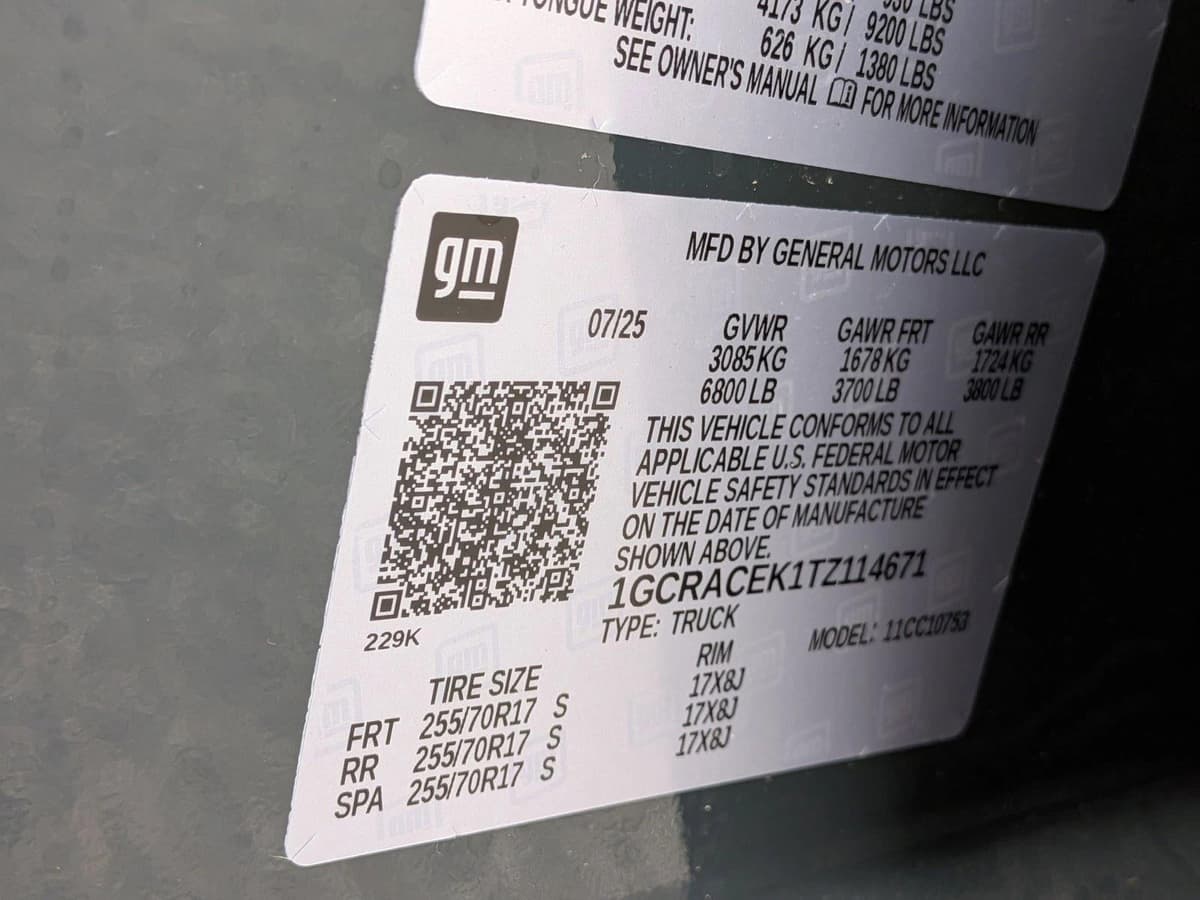 930 LBS
4173 KG/ 9200 LBS
TONGUE WEIGHT: 626 KG/ 1380 LBS
SEE OWNER'S MANUAL FOR MORE INFORMATION
gm
MFD BY GENERAL MOTORS LLC
07/25 GVWR GAWR FRT GAWR RR
3085 KG 1678 KG 1724 KG
6800 LB 3700 LB 3800 LB
THIS VEHICLE CONFORMS TO ALL
APPLICABLE U.S. FEDERAL MOTOR
VEHICLE SAFETY STANDARDS IN EFFECT
ON THE DATE OF MANUFACTURE
SHOWN ABOVE.
1GCRACEK1TZ114671
TYPE: TRUCK MODEL: 11CC10753
229K
TIRE SIZE RIM
FRT 255/70R17 S 17X8J
RR 255/70R17 S 17X8J
SPA 255/70R17 S 17X8J